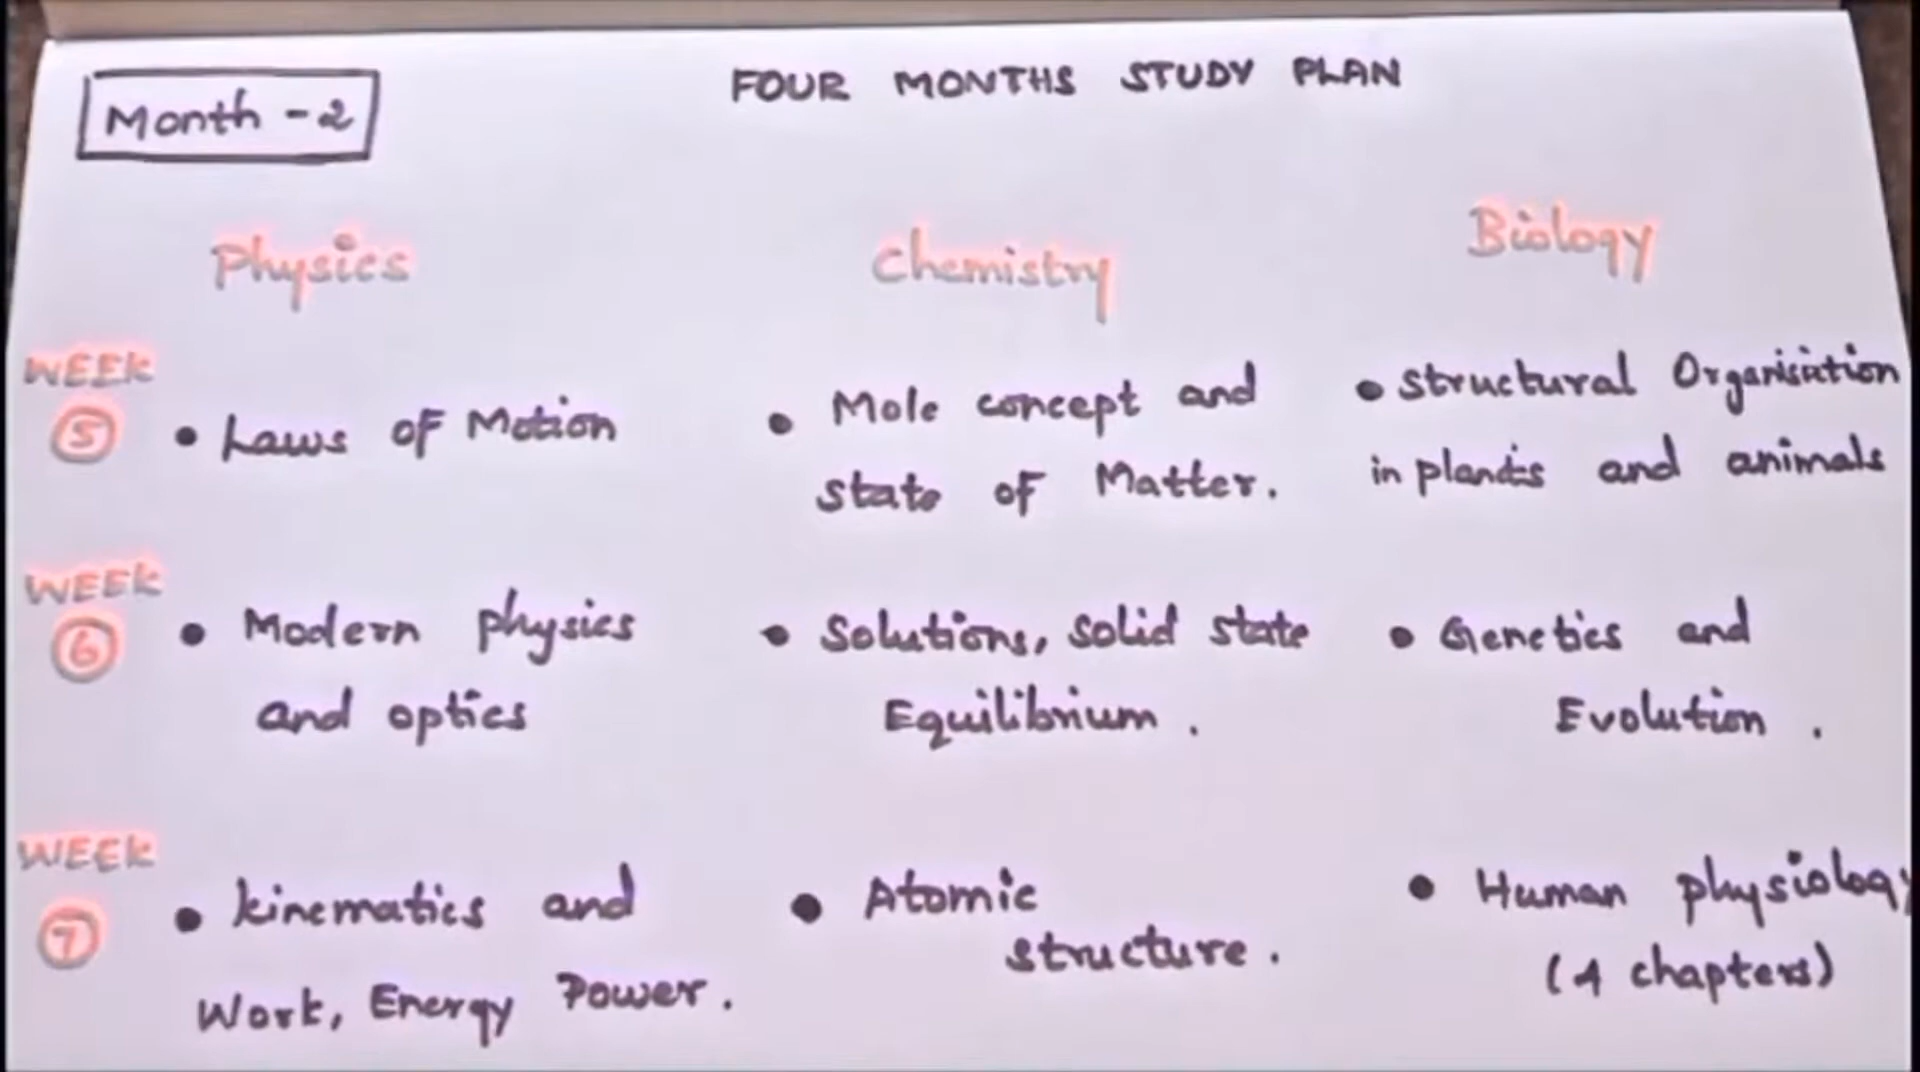 Month - 2
FOUR MONTHS STUDY PLAN
Physics Chemistry Biology
WEEK
5
• Laws of Motion
• Mole concept and
state of Matter.
• Structural Organisation
in plants and animals
WEEK
6
• Modern physics
and optics
• Solutions, solid state
Equilibrium .
• Genetics and
Evolution .
WEEK
7
• kinematics and
Work, Energy Power.
• Atomic
structure .
• Human physiology
(4 chapters)